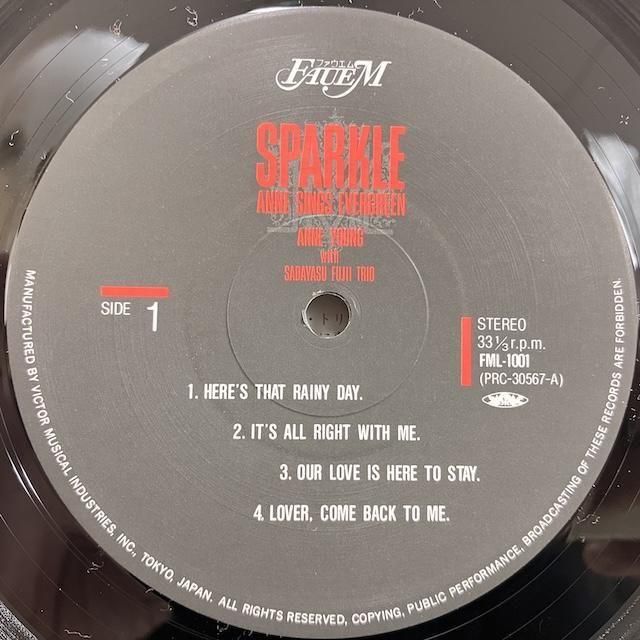 ファウエム
FAUEM
SPARKLE
ANNE SINGS EVERGREEN
ANNE YOUNG
with
SADAYASU FUJII TRIO
SIDE 1
STEREO
33 1/3 r.p.m.
FML-1001
(PRC-30567-A)
1. HERE'S THAT RAINY DAY.
2. IT'S ALL RIGHT WITH ME.
3. OUR LOVE IS HERE TO STAY.
4. LOVER, COME BACK TO ME.
MANUFACTURED BY VICTOR MUSICAL INDUSTRIES, INC, TOKYO, JAPAN. ALL RIGHTS RESERVED, COPYING, PUBLIC PERFORMANCE, BROADCASTING OF THESE RECORDS ARE FORBIDDEN.